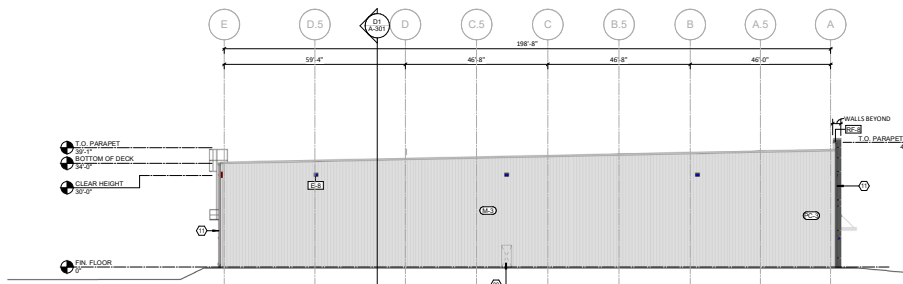 E D.5 D C.5 C B.5 B A.5 A
D1
A-301
198'-8"
59'-4" 46'-8" 46'-8" 46'-0"
WALLS BEYOND
RF-8
T.O. PARAPET
T.O. PARAPET
39'-1"
BOTTOM OF DECK
34'-0"
CLEAR HEIGHT
30'-0"
E-8
11
M-3
PC-3
11
FIN. FLOOR
0"